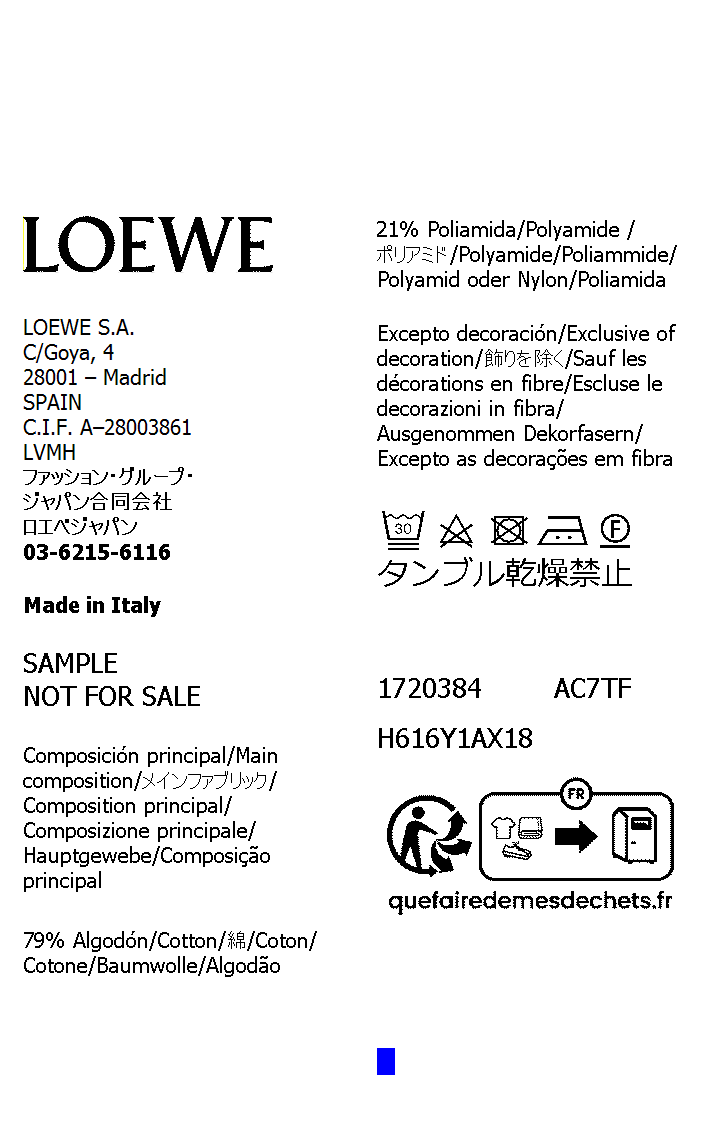 LOEWE
LOEWE S.A.
C/Goya, 4
28001 – Madrid
SPAIN
C.I.F. A–28003861
LVMH
ファッション・グループ・
ジャパン合同会社
ロエベジャパン
03-6215-6116
Made in Italy
SAMPLE
NOT FOR SALE
Composición principal/Main
composition/メインファブリック/
Composition principal/
Composizione principale/
Hauptgewebe/Composição
principal
79% Algodón/Cotton/綿/Coton/
Cotone/Baumwolle/Algodão
21% Poliamida/Polyamide /
ポリアミド/Polyamide/Poliammide/
Polyamid oder Nylon/Poliamida
Excepto decoración/Exclusive of
decoration/飾りを除く/Sauf les
décorations en fibre/Escluse le
decorazioni in fibra/
Ausgenommen Dekorfasern/
Excepto as decorações em fibra
30 F
タンブル乾燥禁止
1720384 AC7TF
H616Y1AX18
FR
quefairedemesdechets.fr